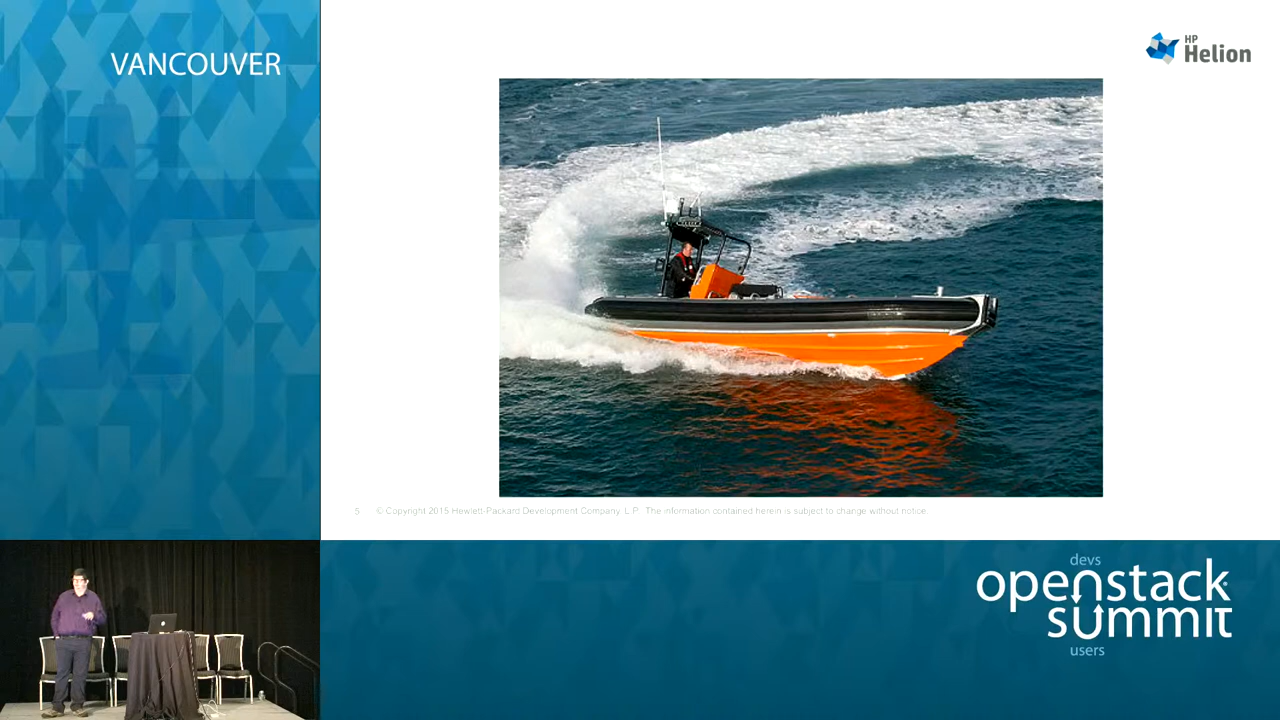 VANCOUVER
HP
Helion
5 © Copyright 2015 Hewlett-Packard Development Company, L.P. The information contained herein is subject to change without notice.
devs
openstack
summit
users